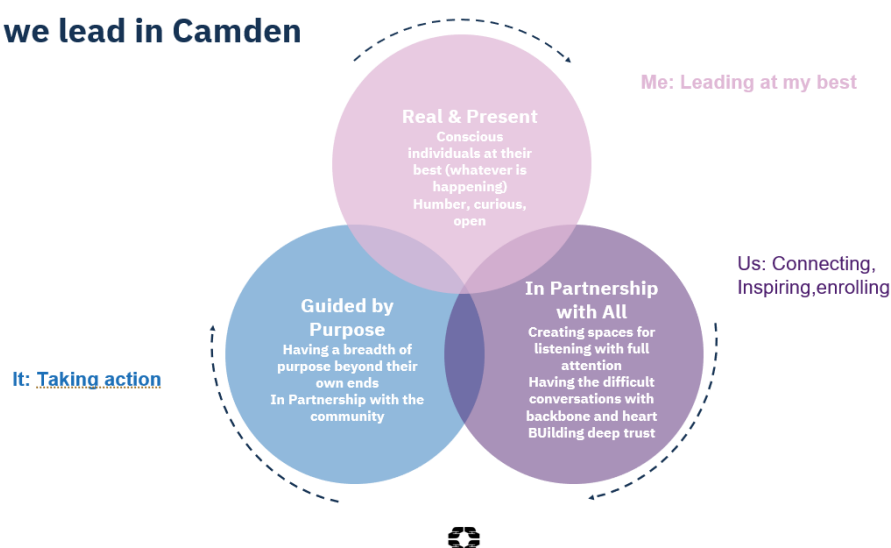 we lead in Camden
Me: Leading at my best
Real & Present
Conscious
individuals at their
best (whatever is
happening)
Humber, curious,
open
Us: Connecting,
Inspiring,enrolling
In Partnership
with All
Creating spaces for
listening with full
attention
Having the difficult
conversations with
backbone and heart
BUilding deep trust
Guided by
Purpose
Having a breadth of
purpose beyond their
own ends
In Partnership with the
community
It: Taking action